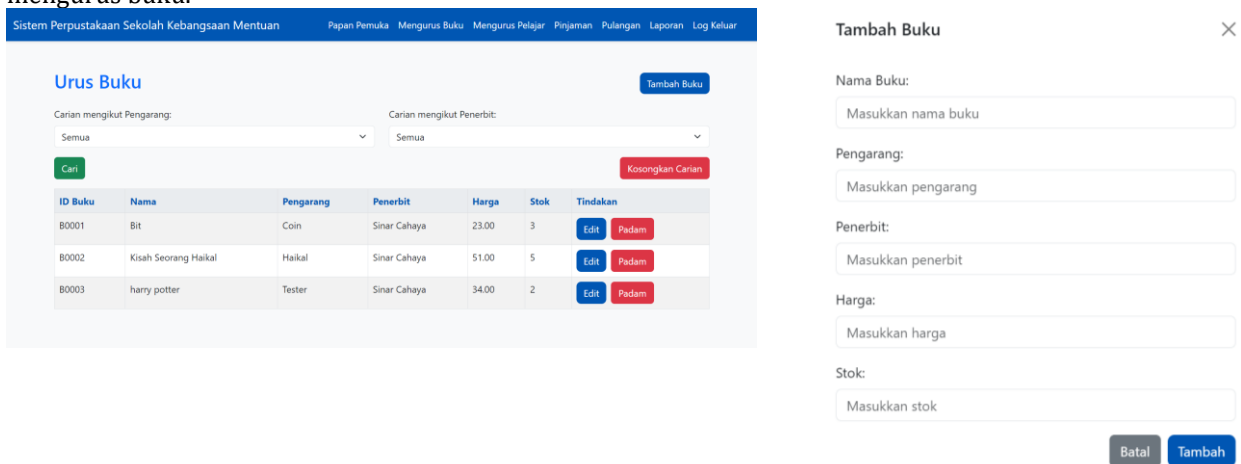 mengurus buku.
Sistem Perpustakaan Sekolah Kebangsaan Mentuan Papan Pemuka Mengurus Buku Mengurus Pelajar Pinjaman Pulangan Laporan Log Keluar
Urus Buku Tambah Buku
Carian mengikut Pengarang: Carian mengikut Penerbit:
Semua Semua
Cari Kosongkan Carian
ID Buku Nama Pengarang Penerbit Harga Stok Tindakan
B0001 Bit Coin Sinar Cahaya 23.00 3 Edit Padam
B0002 Kisah Seorang Haikal Haikal Sinar Cahaya 51.00 5 Edit Padam
B0003 harry potter Tester Sinar Cahaya 34.00 2 Edit Padam
Tambah Buku
Nama Buku:
Masukkan nama buku
Pengarang:
Masukkan pengarang
Penerbit:
Masukkan penerbit
Harga:
Masukkan harga
Stok:
Masukkan stok
Batal Tambah